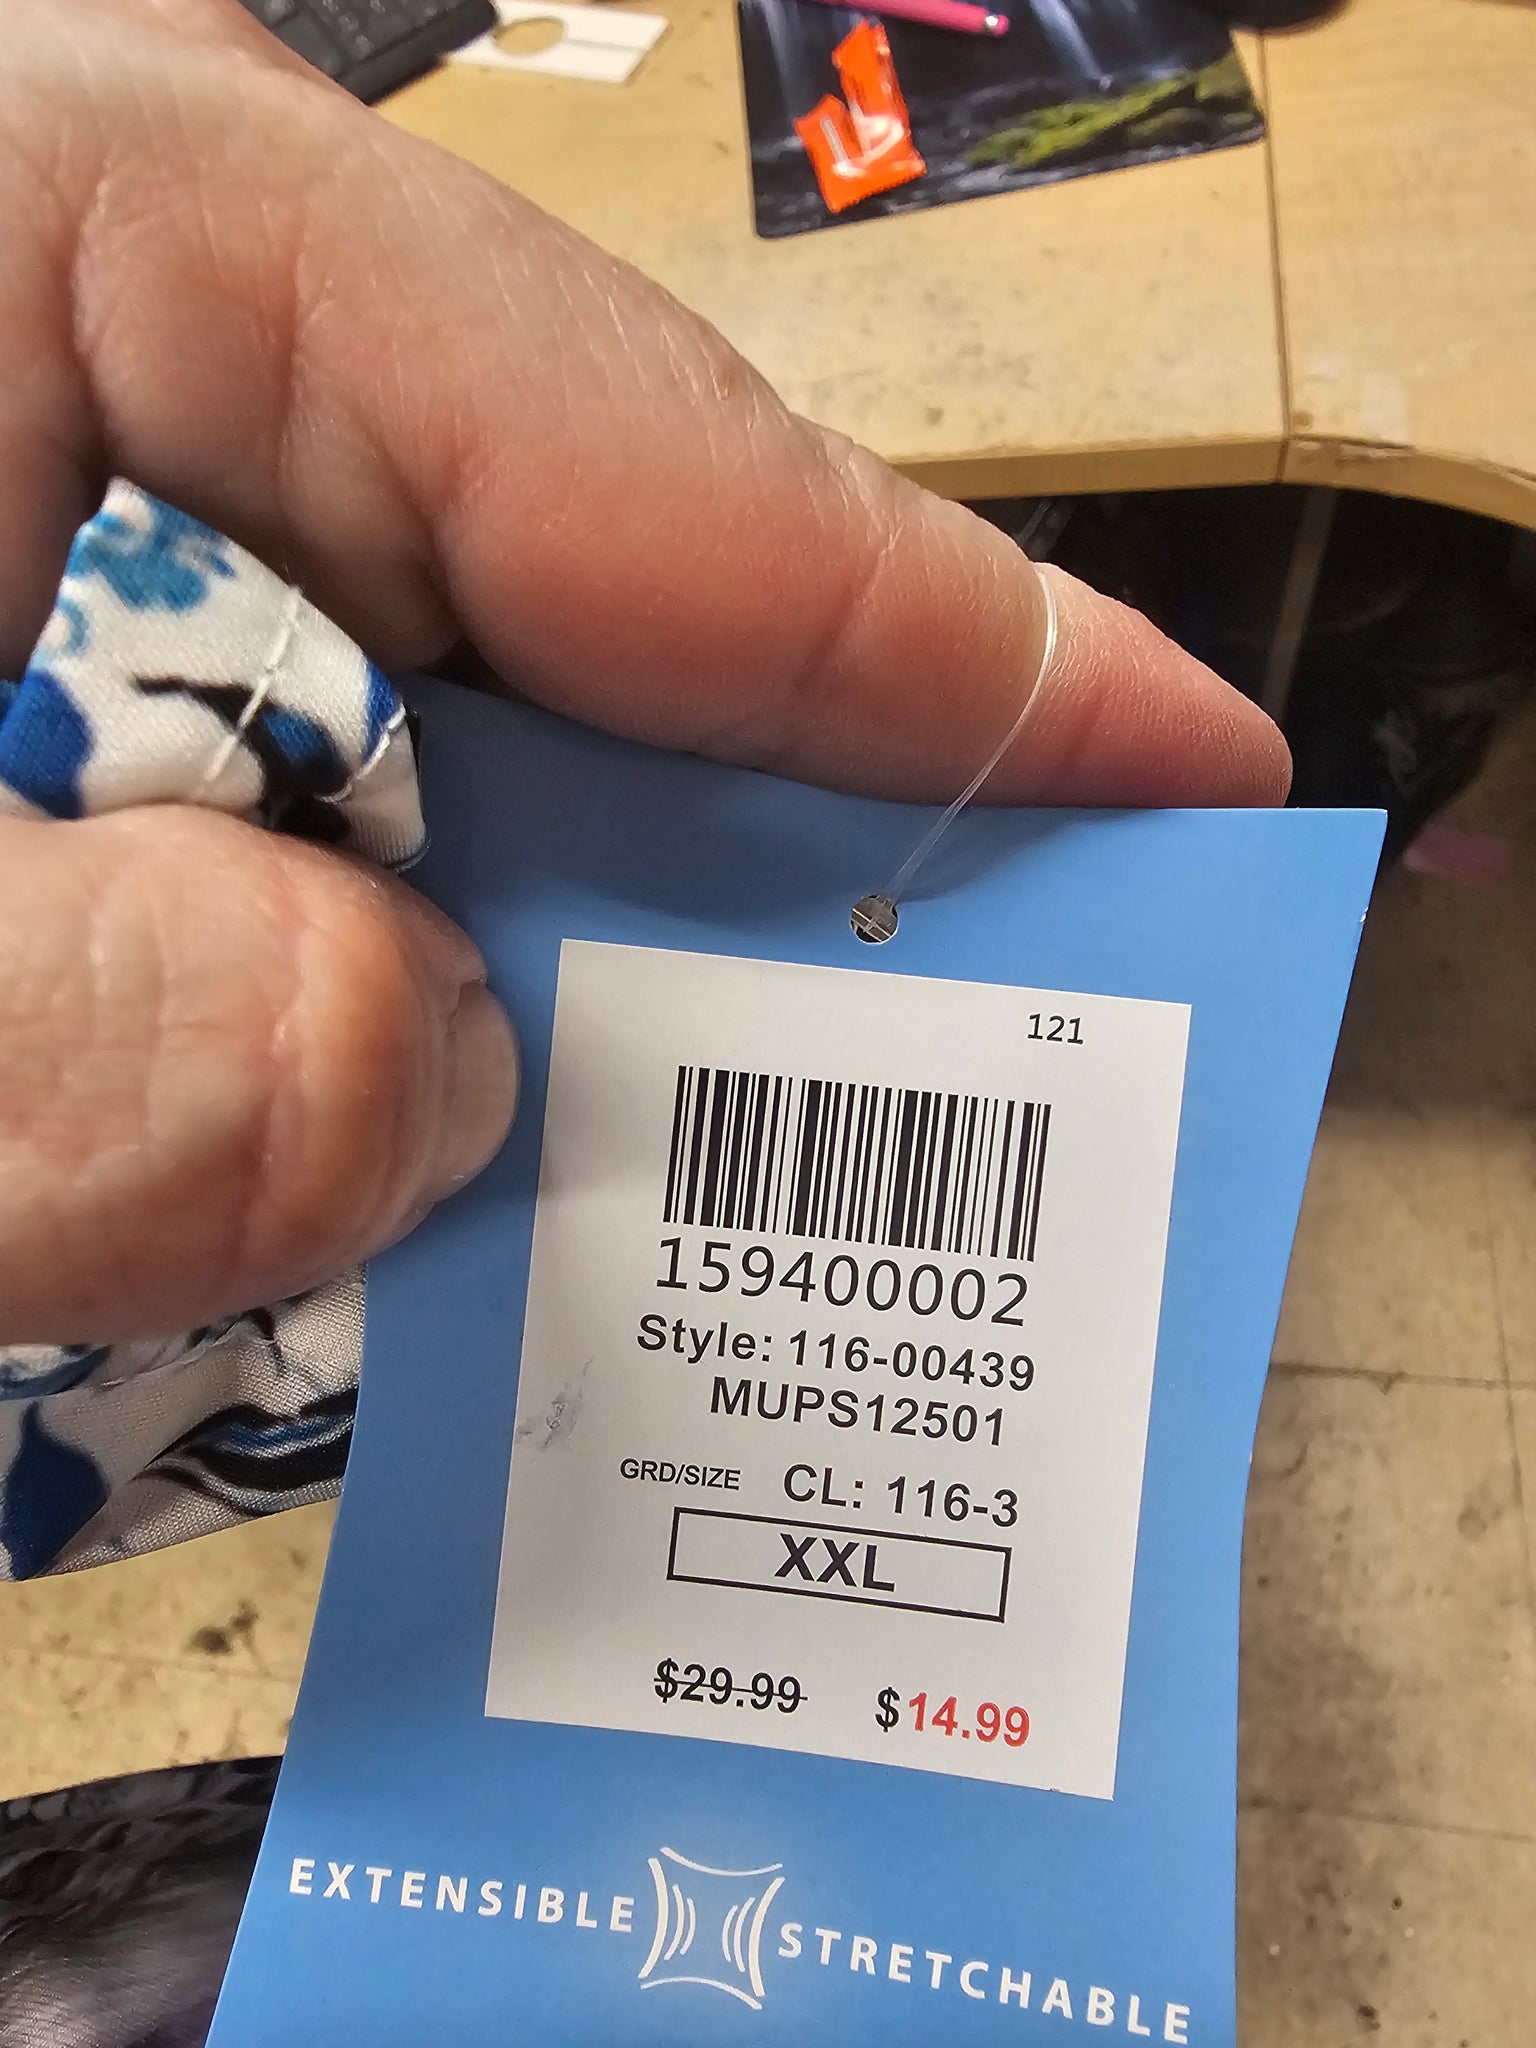 121
159400002
Style: 116-00439
MUPS12501
GRD/SIZE CL: 116-3
XXL
$29.99 $14.99
EXTENSIBLE STRETCHABLE